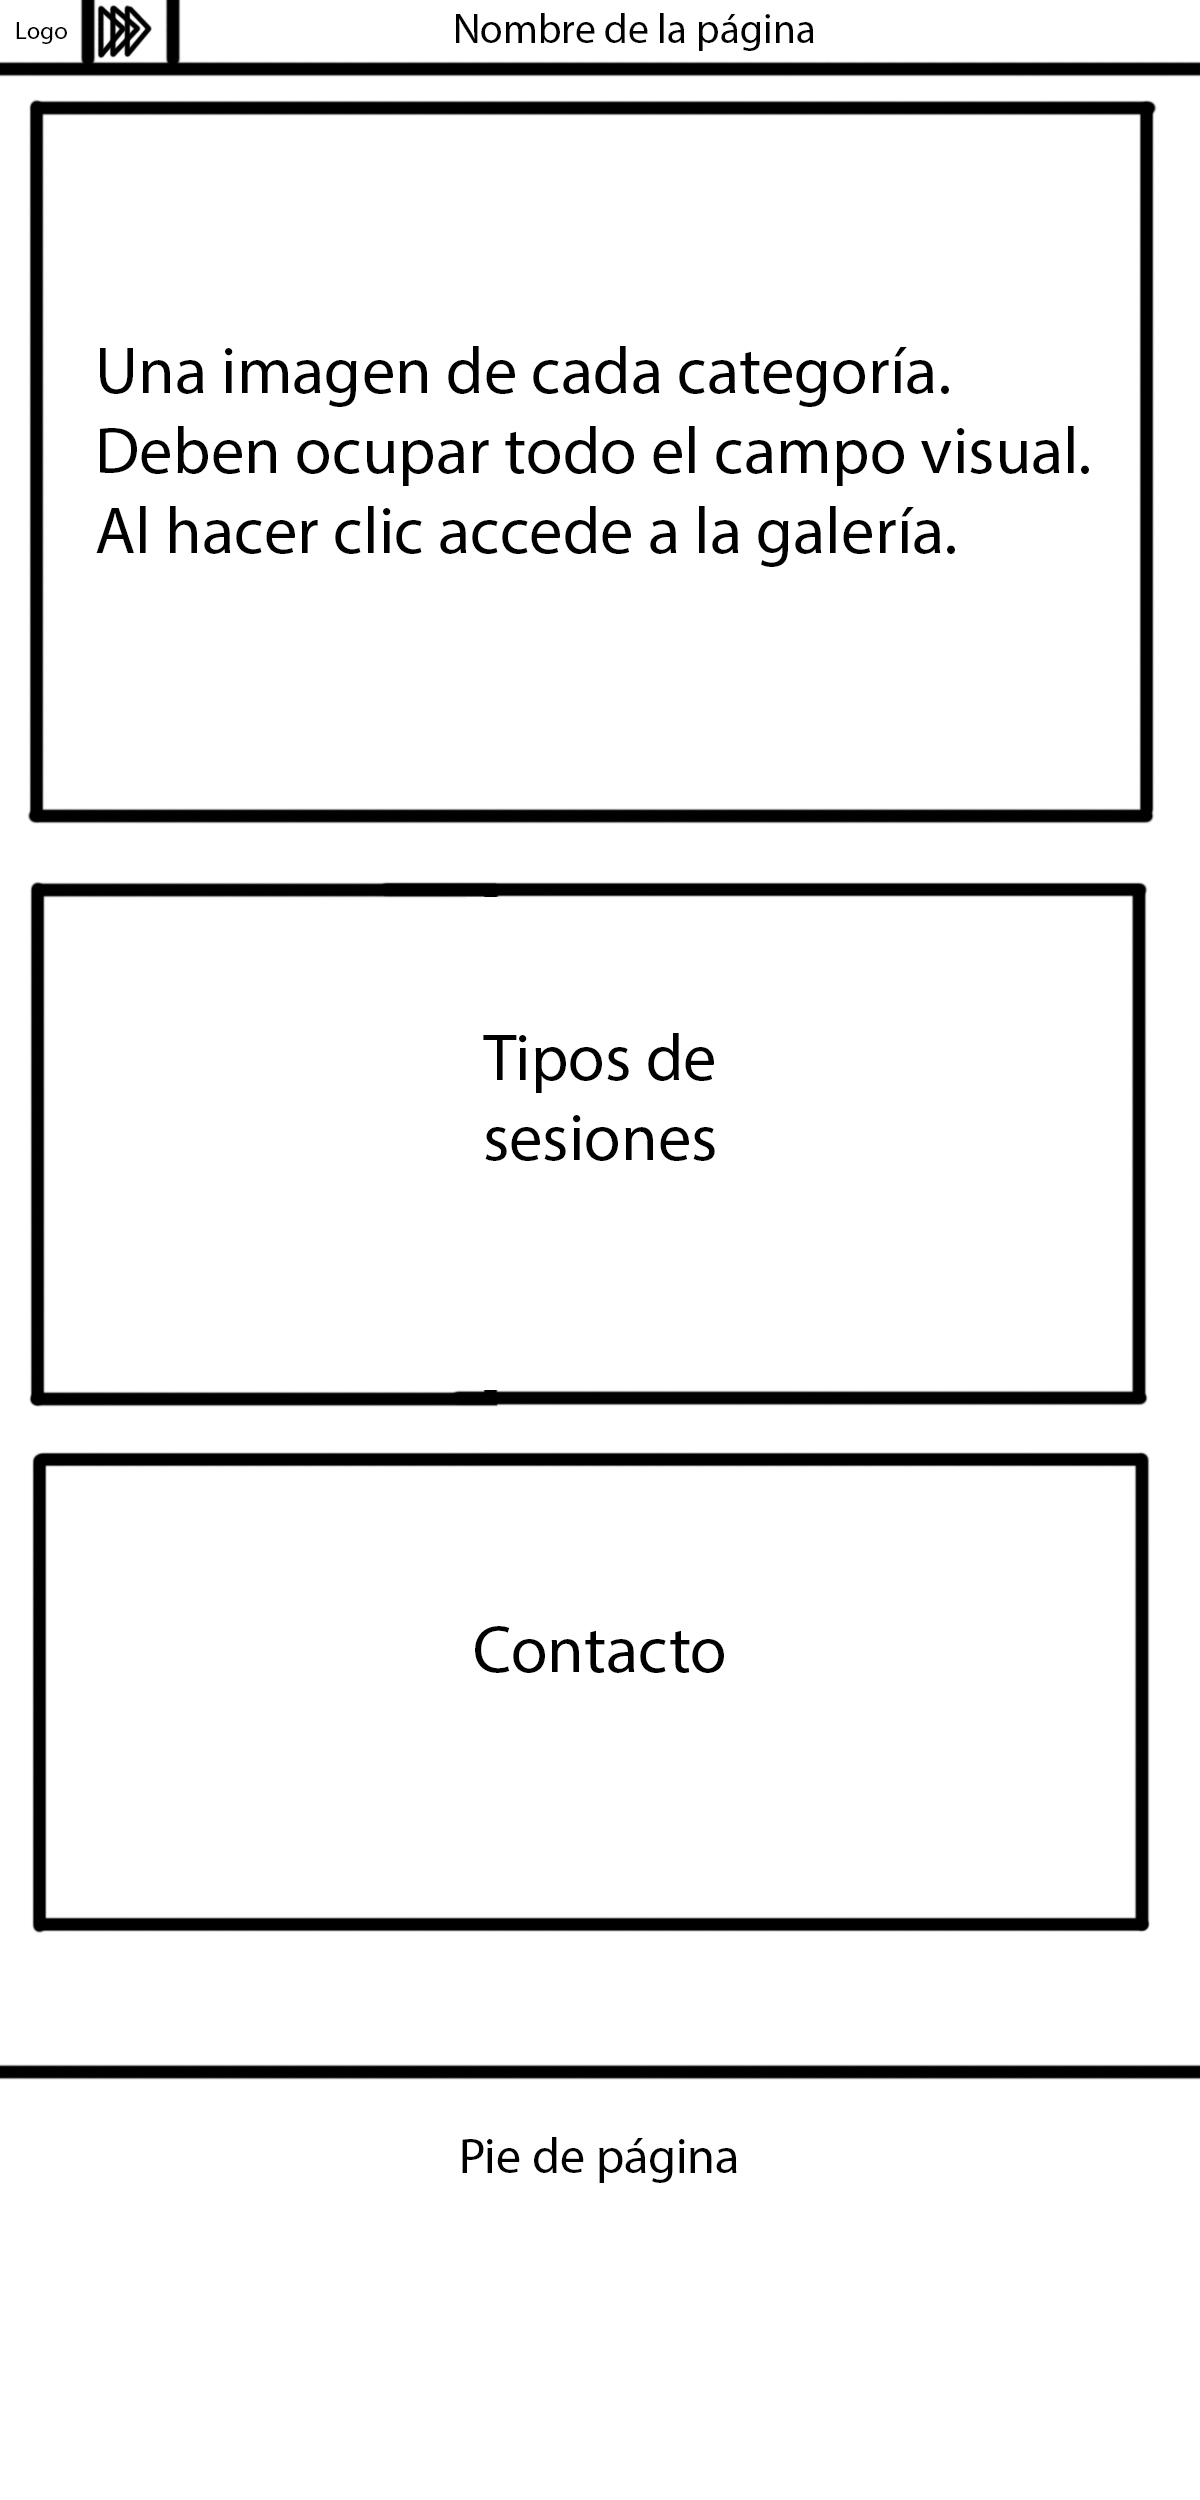 Logo
Nombre de la página
Una imagen de cada categoría.
Deben ocupar todo el campo visual.
Al hacer clic accede a la galería.
Tipos de
sesiones
Contacto
Pie de página